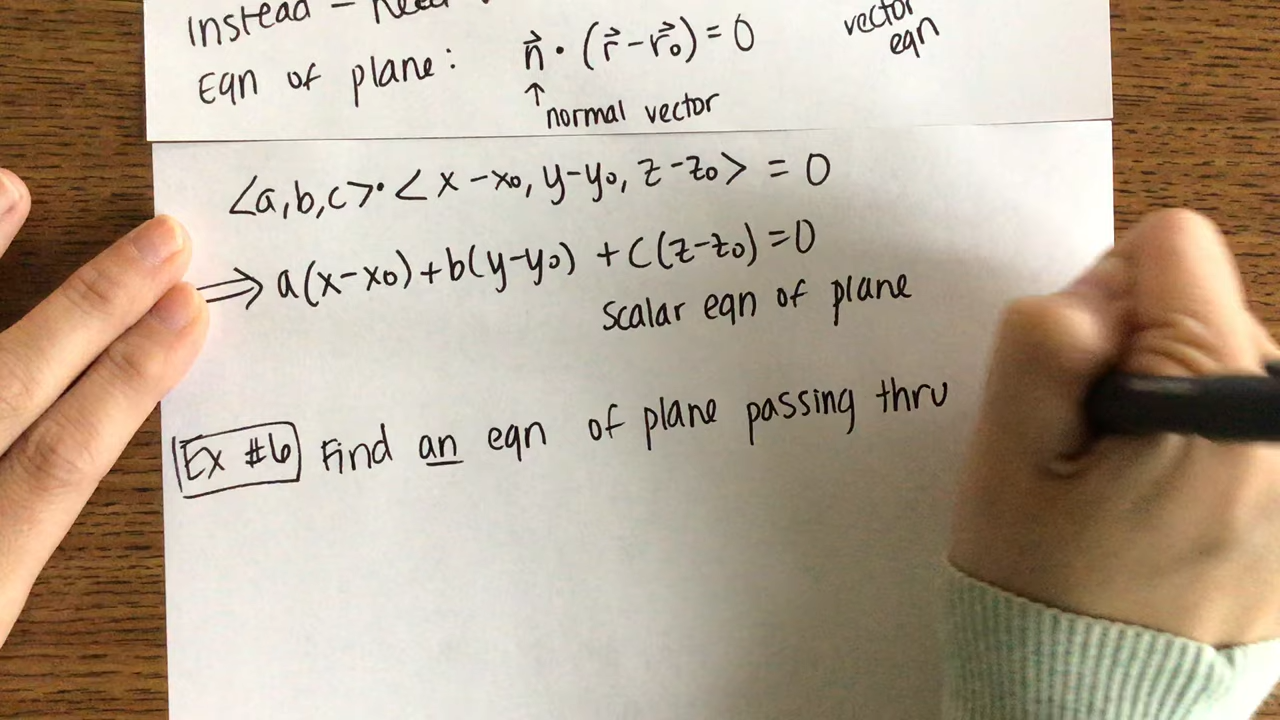 Instead – Need
Eqn of plane: n⃗ · (r⃗ – r⃗₀) = 0 vector eqn
↑ normal vector
<a,b,c> · < x – x₀, y – y₀, z – z₀ > = 0
⟹ a(x–x₀) + b(y–y₀) + c(z–z₀) = 0
scalar eqn of plane
Ex #6 Find an eqn of plane passing thru